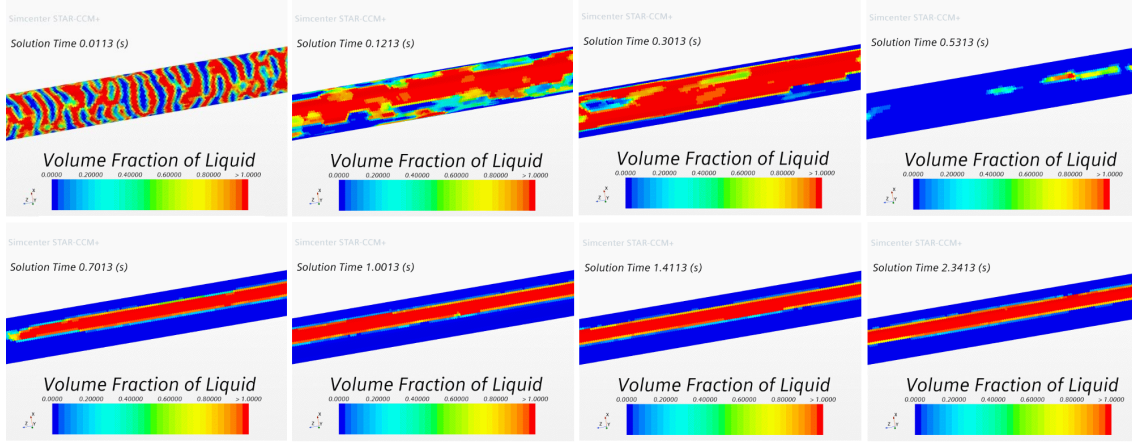 Simcenter STAR-CCM+
Solution Time 0.0113 (s)
Volume Fraction of Liquid
0.0000 0.20000 0.40000 0.60000 0.80000 > 1.0000
X
Z Y
Simcenter STAR-CCM+
Solution Time 0.1213 (s)
Volume Fraction of Liquid
0.0000 0.20000 0.40000 0.60000 0.80000 > 1.0000
X
Z Y
Simcenter STAR-CCM+
Solution Time 0.3013 (s)
Volume Fraction of Liquid
0.0000 0.20000 0.40000 0.60000 0.80000 > 1.0000
X
Z Y
Simcenter STAR-CCM+
Solution Time 0.5313 (s)
Volume Fraction of Liquid
0.0000 0.20000 0.40000 0.60000 0.80000 > 1.0000
X
Z Y
Simcenter STAR-CCM+
Solution Time 0.7013 (s)
Volume Fraction of Liquid
0.0000 0.20000 0.40000 0.60000 0.80000 > 1.0000
X
Z Y
Simcenter STAR-CCM+
Solution Time 1.0013 (s)
Volume Fraction of Liquid
0.0000 0.20000 0.40000 0.60000 0.80000 > 1.0000
X
Z Y
Simcenter STAR-CCM+
Solution Time 1.4113 (s)
Volume Fraction of Liquid
0.0000 0.20000 0.40000 0.60000 0.80000 > 1.0000
X
Z Y
Simcenter STAR-CCM+
Solution Time 2.3413 (s)
Volume Fraction of Liquid
0.0000 0.20000 0.40000 0.60000 0.80000 > 1.0000
X
Z Y